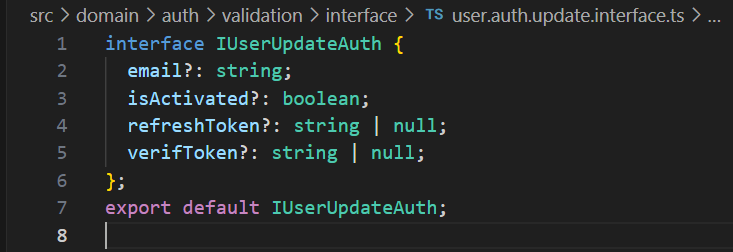 src > domain > auth > validation > interface > TS user.auth.update.interface.ts > ...
1 interface IUserUpdateAuth {
2 email?: string;
3 isActivated?: boolean;
4 refreshToken?: string | null;
5 verifToken?: string | null;
6 };
7 export default IUserUpdateAuth;
8